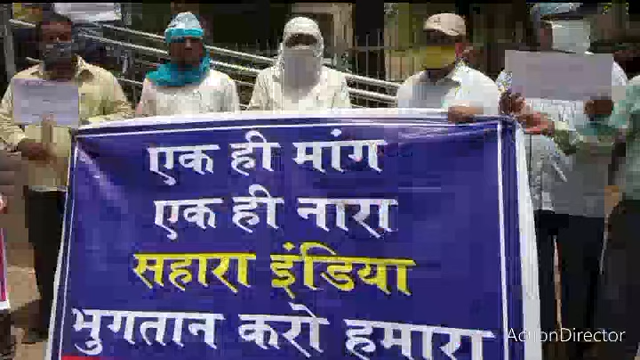 एक ही मांग
एक ही नारा
सहारा इंडिया
भुगतान करो हमारा
ActionDirector